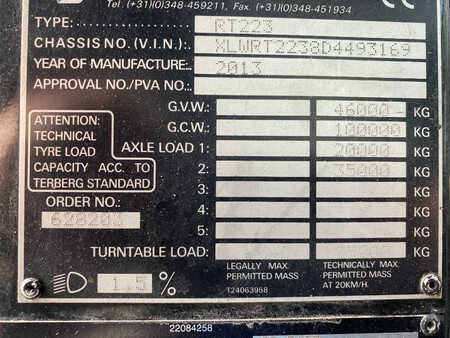 Tel. (+31)(0)348-459211, Fax. (+31)(0)348-451934
TYPE: RT223
CHASSIS NO. (V.I.N.): XLWRT2238D4493169
YEAR OF MANUFACTURE: 2013
APPROVAL NO./PVA NO.:
G.V.W.: 46000 - KG
G.C.W.: 100000 KG
ATTENTION:
TECHNICAL
TYRE LOAD
CAPACITY ACC. TO
TERBERG STANDARD
AXLE LOAD 1: 20000 KG
2: 35000 KG
3: KG
4: KG
5: KG
ORDER NO.:
TURNTABLE LOAD: KG
1,5 %
LEGALLY MAX.
PERMITTED MASS
T24063958
TECHNICALLY MAX.
PERMITTED MASS
AT 20KM/H.
22084258